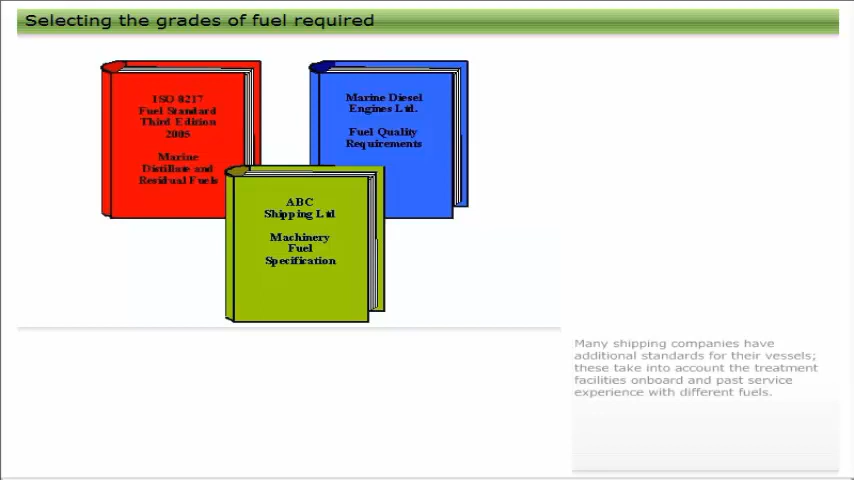 Selecting the grades of fuel required
ISO 8217
Fuel Standard
Third Edition
2005
Marine
Distillate and
Residual Fuels
Marine Diesel
Engines Ltd.
Fuel Quality
Requirements
ABC
Shipping Ltd
Machinery
Fuel
Specification
Many shipping companies have
additional standards for their vessels;
these take into account the treatment
facilities onboard and past service
experience with different fuels.